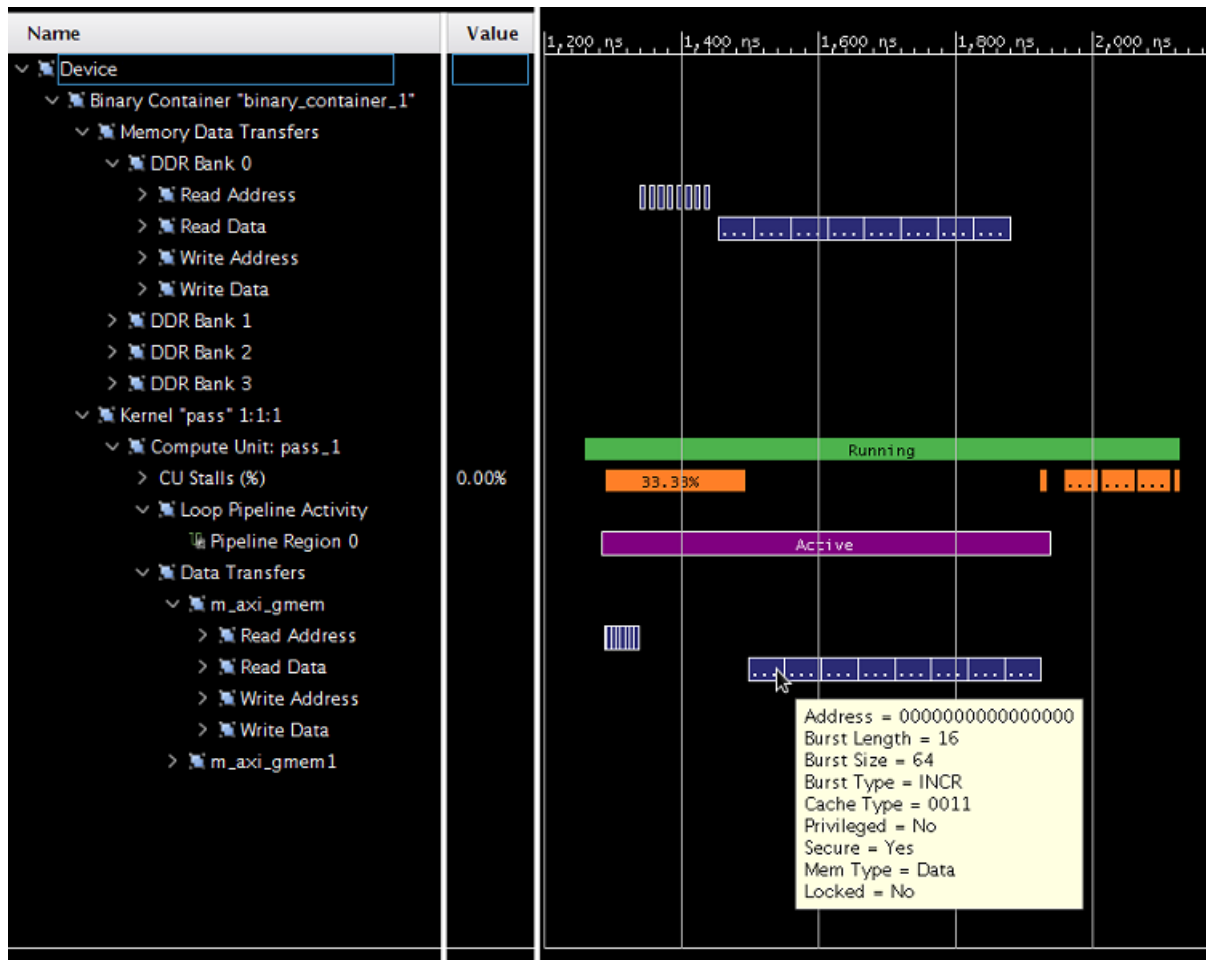 Name Value
1,200 ns 1,400 ns 1,600 ns 1,800 ns 2,000 ns
Device
Binary Container "binary_container_1"
Memory Data Transfers
DDR Bank 0
Read Address
Read Data ... ... ... ... ... ... ... ...
Write Address
Write Data
DDR Bank 1
DDR Bank 2
DDR Bank 3
Kernel "pass" 1:1:1
Compute Unit: pass_1 Running
CU Stalls (%) 0.00% 33.33% ... ... ...
Loop Pipeline Activity
Pipeline Region 0 Active
Data Transfers
m_axi_gmem
Read Address
Read Data ... ... ... ... ... ... ... ...
Write Address
Write Data
m_axi_gmem1
Address = 0000000000000000
Burst Length = 16
Burst Size = 64
Burst Type = INCR
Cache Type = 0011
Privileged = No
Secure = Yes
Mem Type = Data
Locked = No